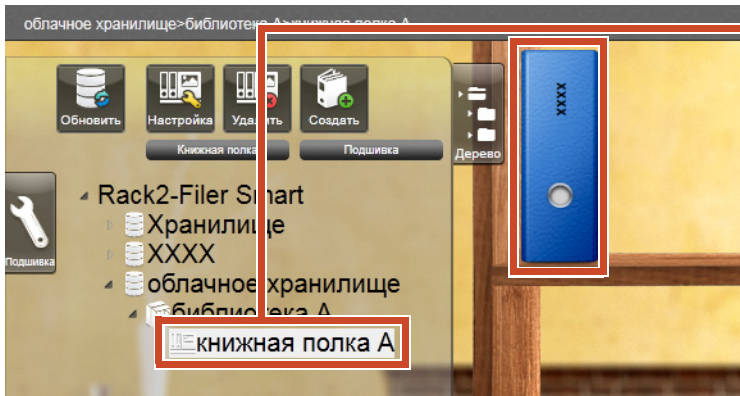 облачное хранилище>библиотека A>книжная полка A
Обновить
Настройка
Удалить
Создать
Книжная полка
Подшивка
Дерево
XXXX
Подшивка
Rack2-Filer Smart
Хранилище
XXXX
облачное хранилище
библиотека A
книжная полка A